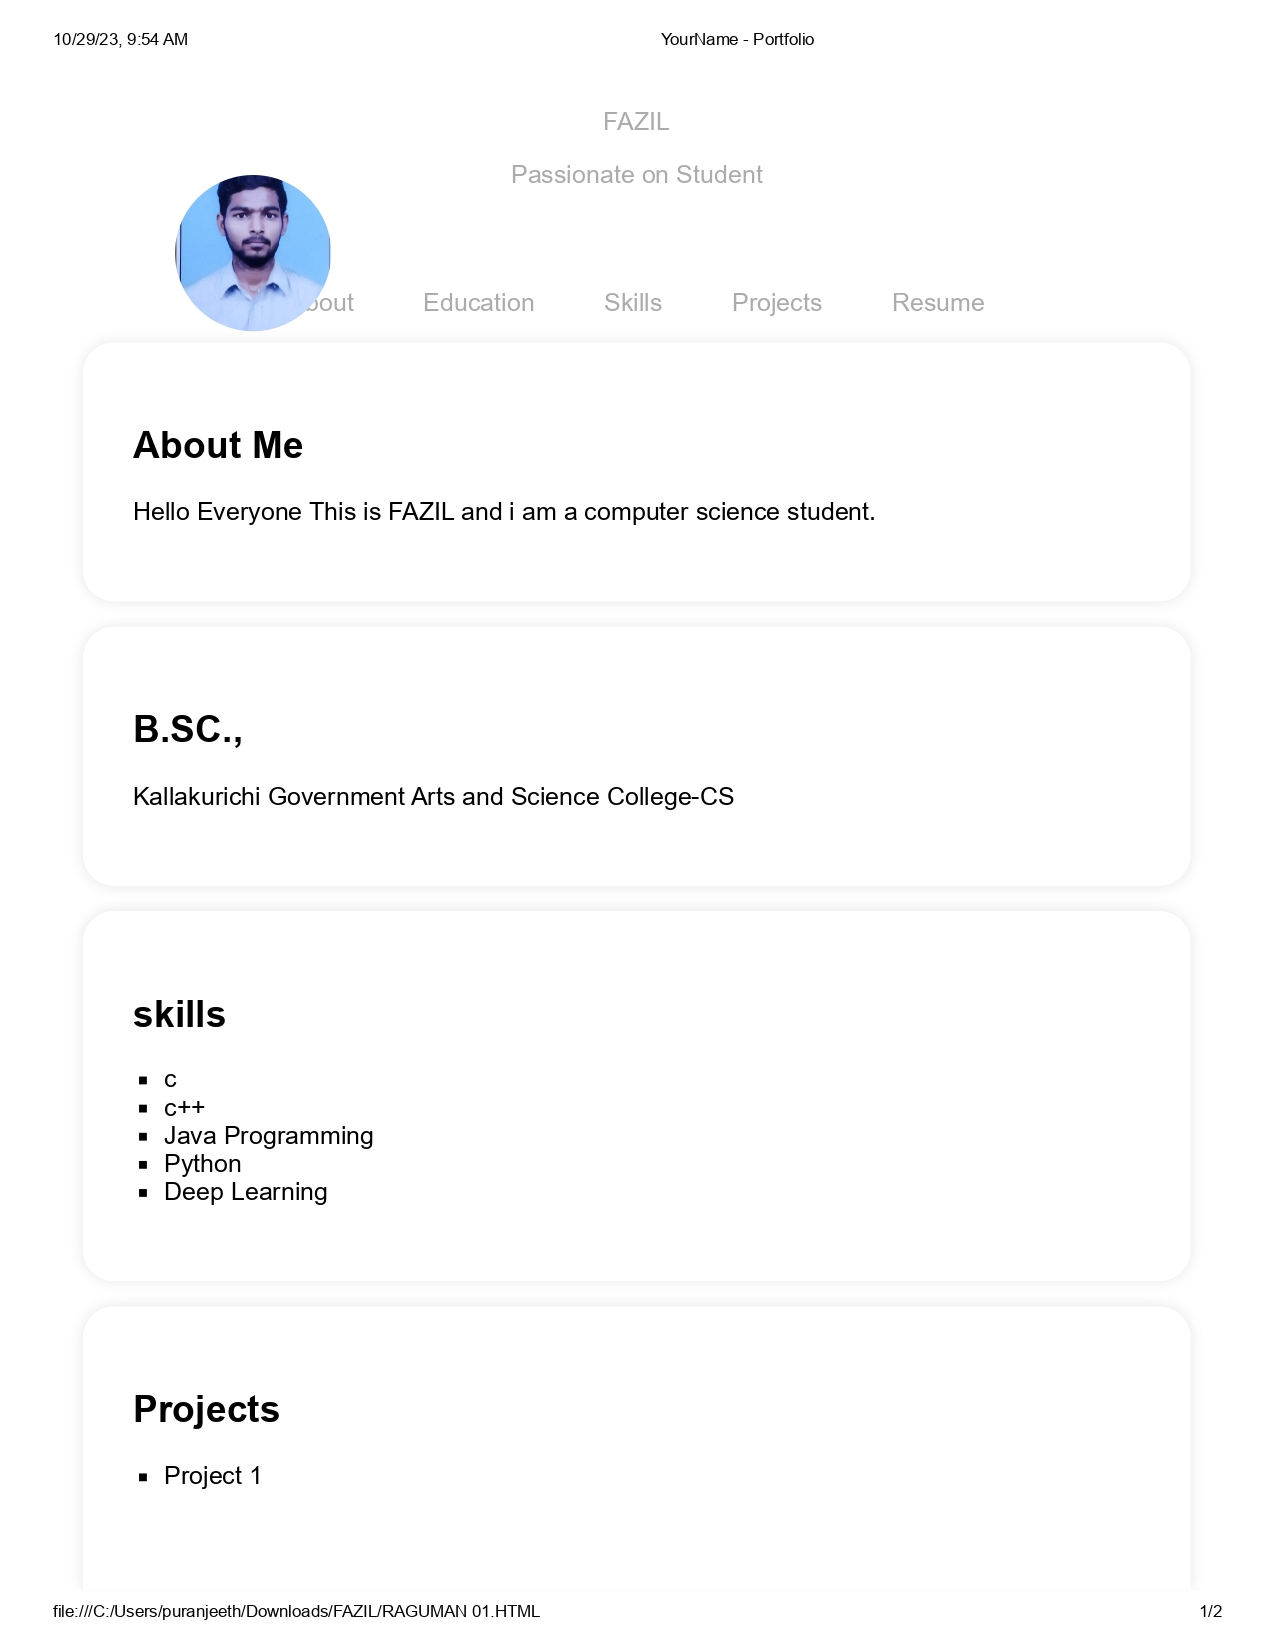 10/29/23, 9:54 AM YourName - Portfolio
FAZIL
Passionate on Student
bout Education Skills Projects Resume
About Me
Hello Everyone This is FAZIL and i am a computer science student.
B.SC.,
Kallakurichi Government Arts and Science College-CS
skills
c
c++
Java Programming
Python
Deep Learning
Projects
Project 1
file:///C:/Users/puranjeeth/Downloads/FAZIL/RAGUMAN 01.HTML 1/2